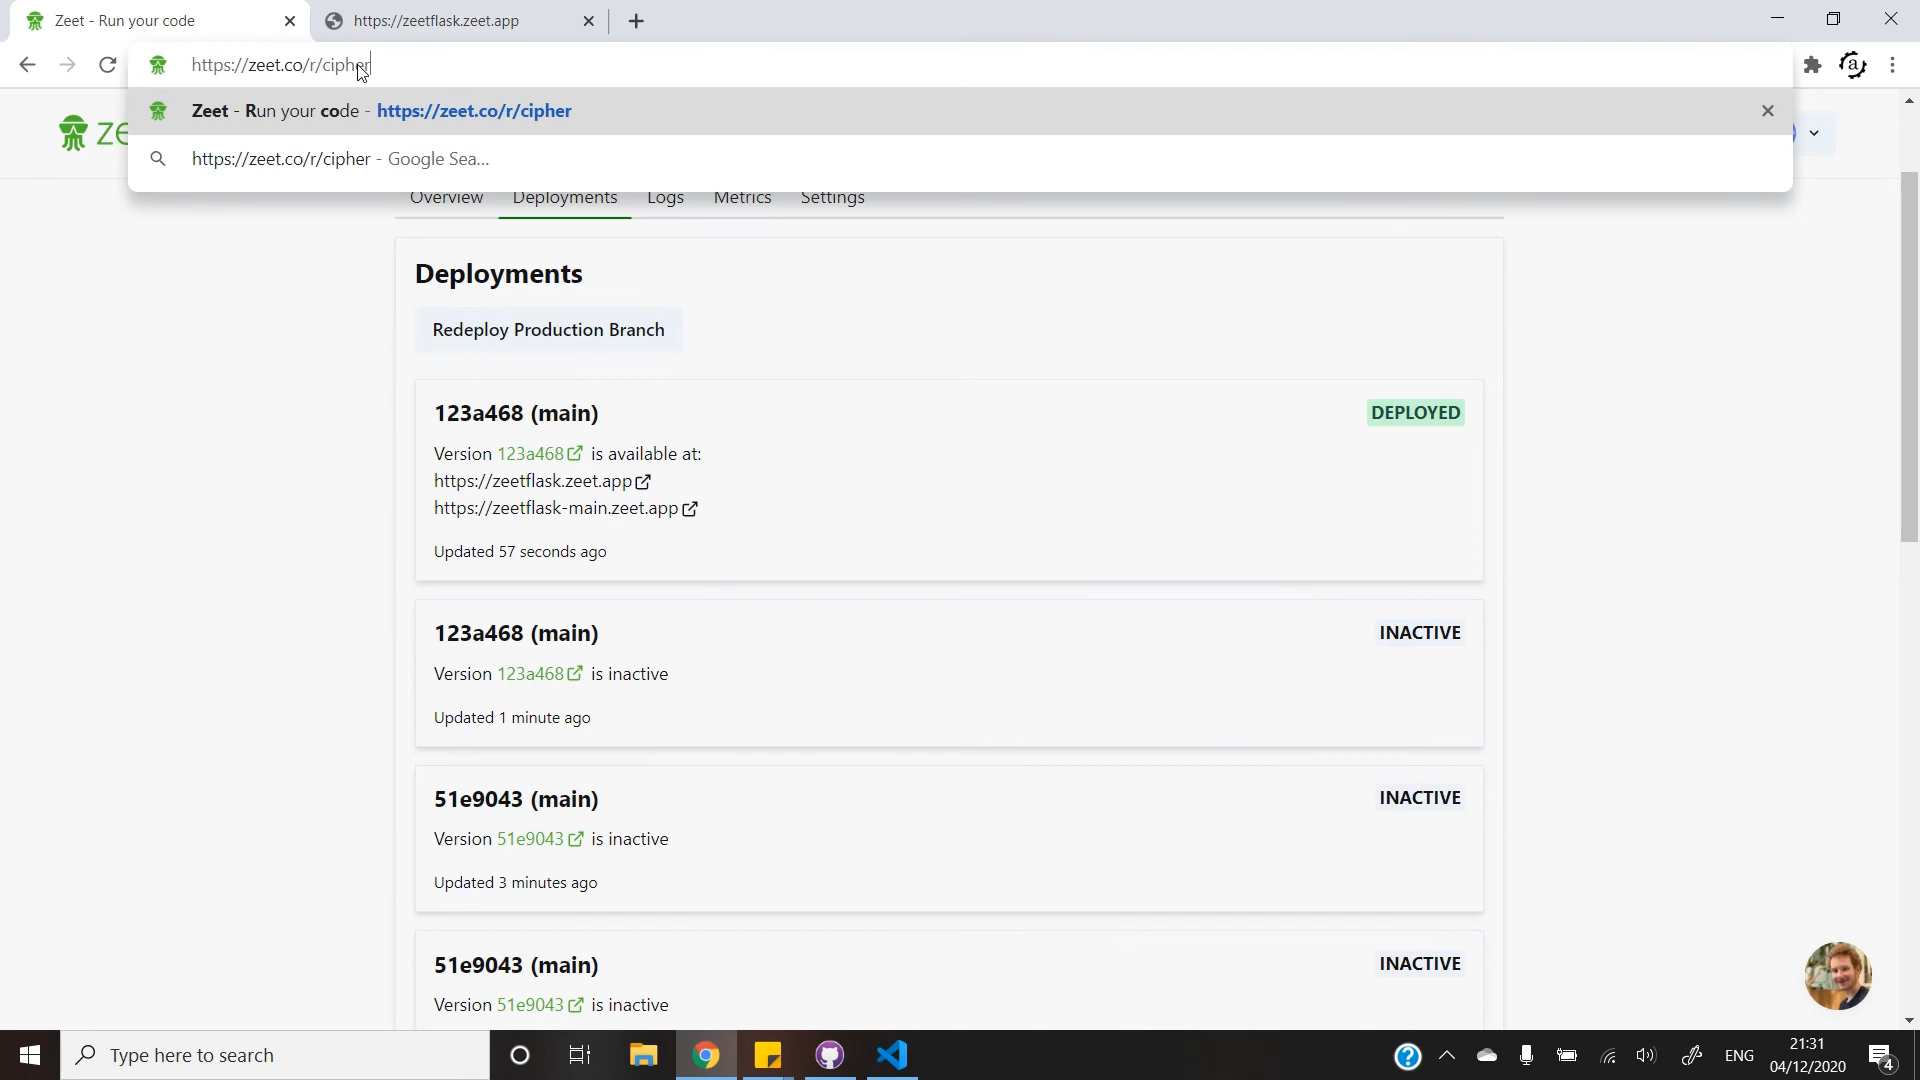 Zeet - Run your code
https://zeetflask.zeet.app
https://zeet.co/r/cipher
Zeet - Run your code - https://zeet.co/r/cipher
https://zeet.co/r/cipher - Google Sea...
ze
Overview Deployments Logs Metrics Settings
Deployments
Redeploy Production Branch
123a468 (main)
DEPLOYED
Version 123a468 is available at:
https://zeetflask.zeet.app
https://zeetflask-main.zeet.app
Updated 57 seconds ago
123a468 (main)
INACTIVE
Version 123a468 is inactive
Updated 1 minute ago
51e9043 (main)
INACTIVE
Version 51e9043 is inactive
Updated 3 minutes ago
51e9043 (main)
INACTIVE
Version 51e9043 is inactive
Type here to search
ENG
21:31
04/12/2020
4